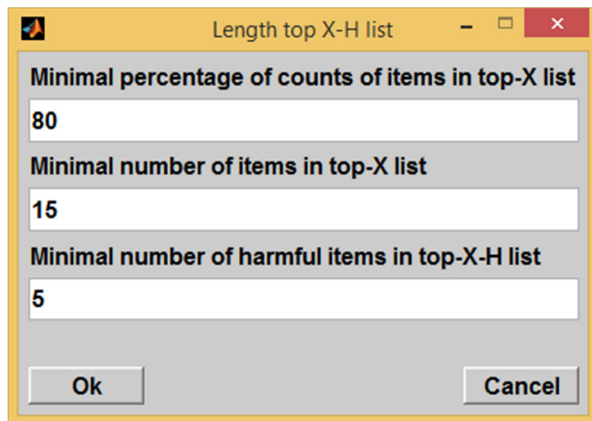 Length top X-H list
Minimal percentage of counts of items in top-X list
80
Minimal number of items in top-X list
15
Minimal number of harmful items in top-X-H list
5
Ok Cancel